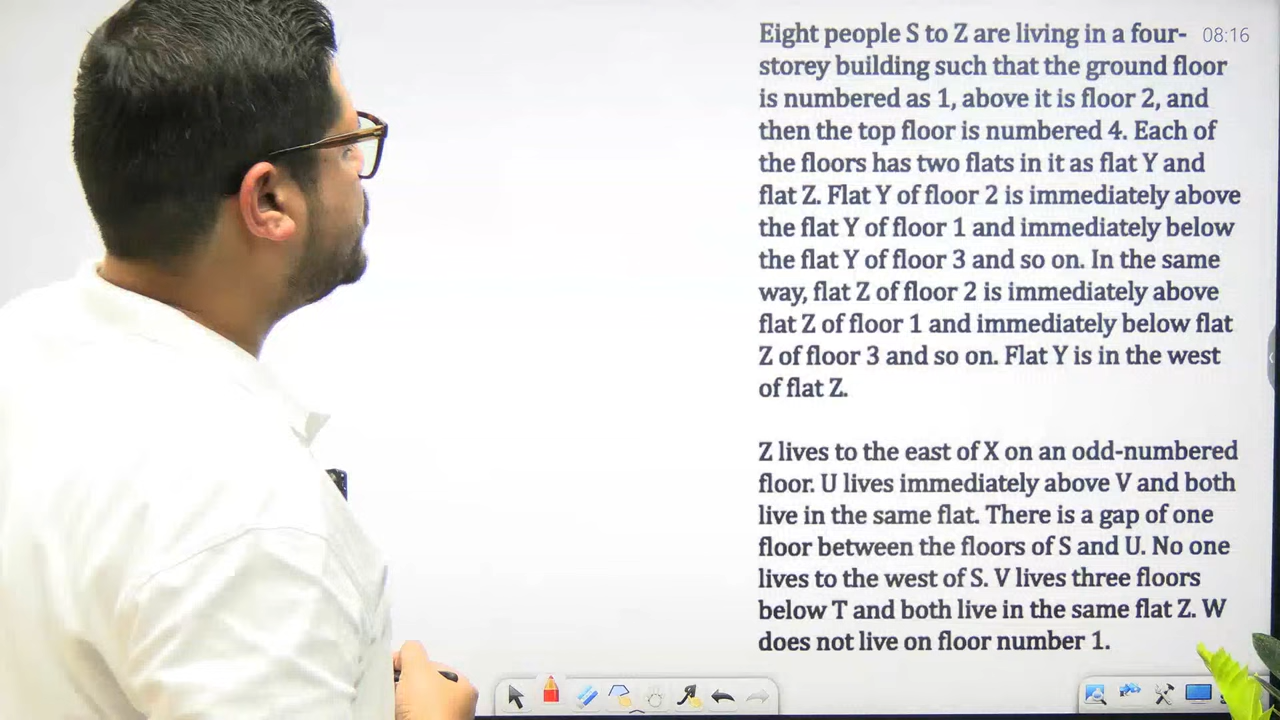 Eight people S to Z are living in a four-
08:16
storey building such that the ground floor
is numbered as 1, above it is floor 2, and
then the top floor is numbered 4. Each of
the floors has two flats in it as flat Y and
flat Z. Flat Y of floor 2 is immediately above
the flat Y of floor 1 and immediately below
the flat Y of floor 3 and so on. In the same
way, flat Z of floor 2 is immediately above
flat Z of floor 1 and immediately below flat
Z of floor 3 and so on. Flat Y is in the west
of flat Z.
Z lives to the east of X on an odd-numbered
floor. U lives immediately above V and both
live in the same flat. There is a gap of one
floor between the floors of S and U. No one
lives to the west of S. V lives three floors
below T and both live in the same flat Z. W
does not live on floor number 1.